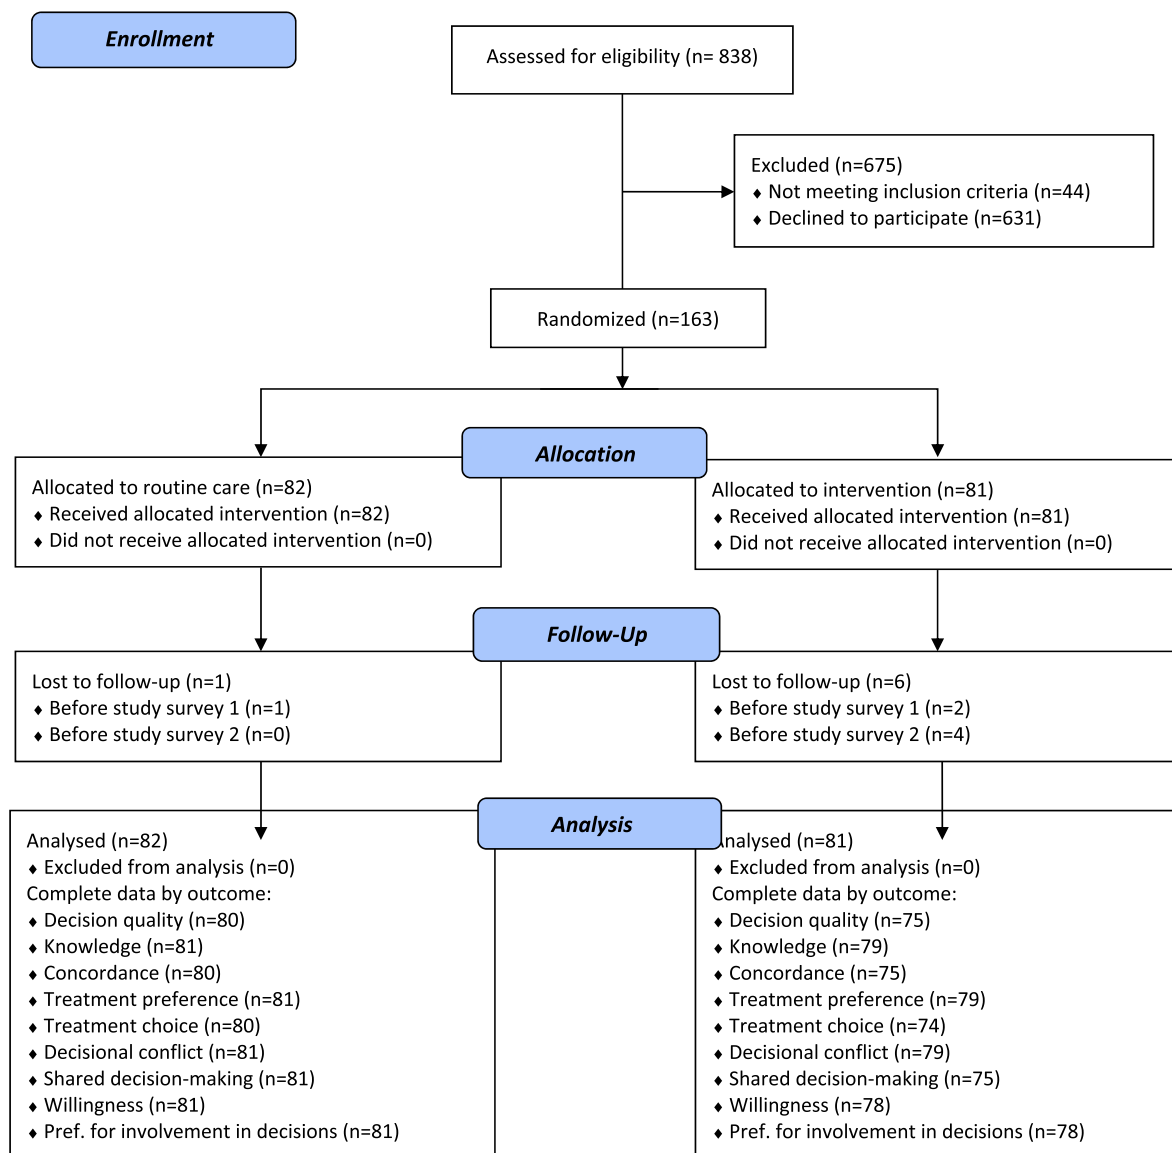 Enrollment
Assessed for eligibility (n= 838)
Excluded (n=675)
♦ Not meeting inclusion criteria (n=44)
♦ Declined to participate (n=631)
Randomized (n=163)
Allocation
Allocated to routine care (n=82)
♦ Received allocated intervention (n=82)
♦ Did not receive allocated intervention (n=0)
Allocated to intervention (n=81)
♦ Received allocated intervention (n=81)
♦ Did not receive allocated intervention (n=0)
Follow-Up
Lost to follow-up (n=1)
♦ Before study survey 1 (n=1)
♦ Before study survey 2 (n=0)
Lost to follow-up (n=6)
♦ Before study survey 1 (n=2)
♦ Before study survey 2 (n=4)
Analysis
Analysed (n=82)
♦ Excluded from analysis (n=0)
Complete data by outcome:
♦ Decision quality (n=80)
♦ Knowledge (n=81)
♦ Concordance (n=80)
♦ Treatment preference (n=81)
♦ Treatment choice (n=80)
♦ Decisional conflict (n=81)
♦ Shared decision-making (n=81)
♦ Willingness (n=81)
♦ Pref. for involvement in decisions (n=81)
Analysed (n=81)
♦ Excluded from analysis (n=0)
Complete data by outcome:
♦ Decision quality (n=75)
♦ Knowledge (n=79)
♦ Concordance (n=75)
♦ Treatment preference (n=79)
♦ Treatment choice (n=74)
♦ Decisional conflict (n=79)
♦ Shared decision-making (n=75)
♦ Willingness (n=78)
♦ Pref. for involvement in decisions (n=78)